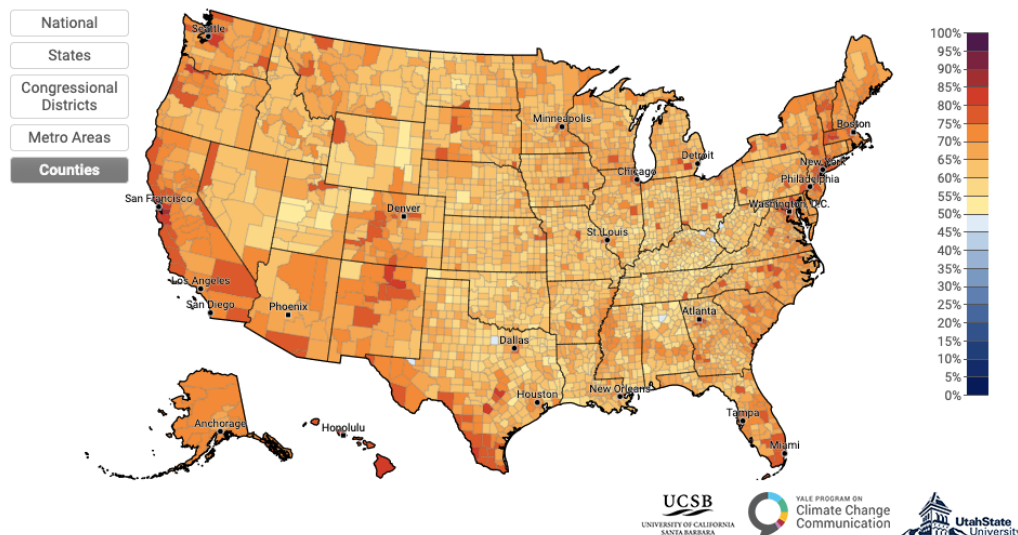 National
States
Congressional
Districts
Metro Areas
Counties
Seattle
Minneapolis
Boston
Detroit
New York
Chicago
Philadelphia
San Francisco
Denver
Washington, D.C.
St. Louis
Los Angeles
San Diego
Phoenix
Atlanta
Dallas
Houston
New Orleans
Tampa
Anchorage
Honolulu
Miami
100%
95%
90%
85%
80%
75%
70%
65%
60%
55%
50%
45%
40%
35%
30%
25%
20%
15%
10%
5%
0%
UCSB
UNIVERSITY OF CALIFORNIA
SANTA BARBARA
YALE PROGRAM ON
Climate Change
Communication
UtahState
University